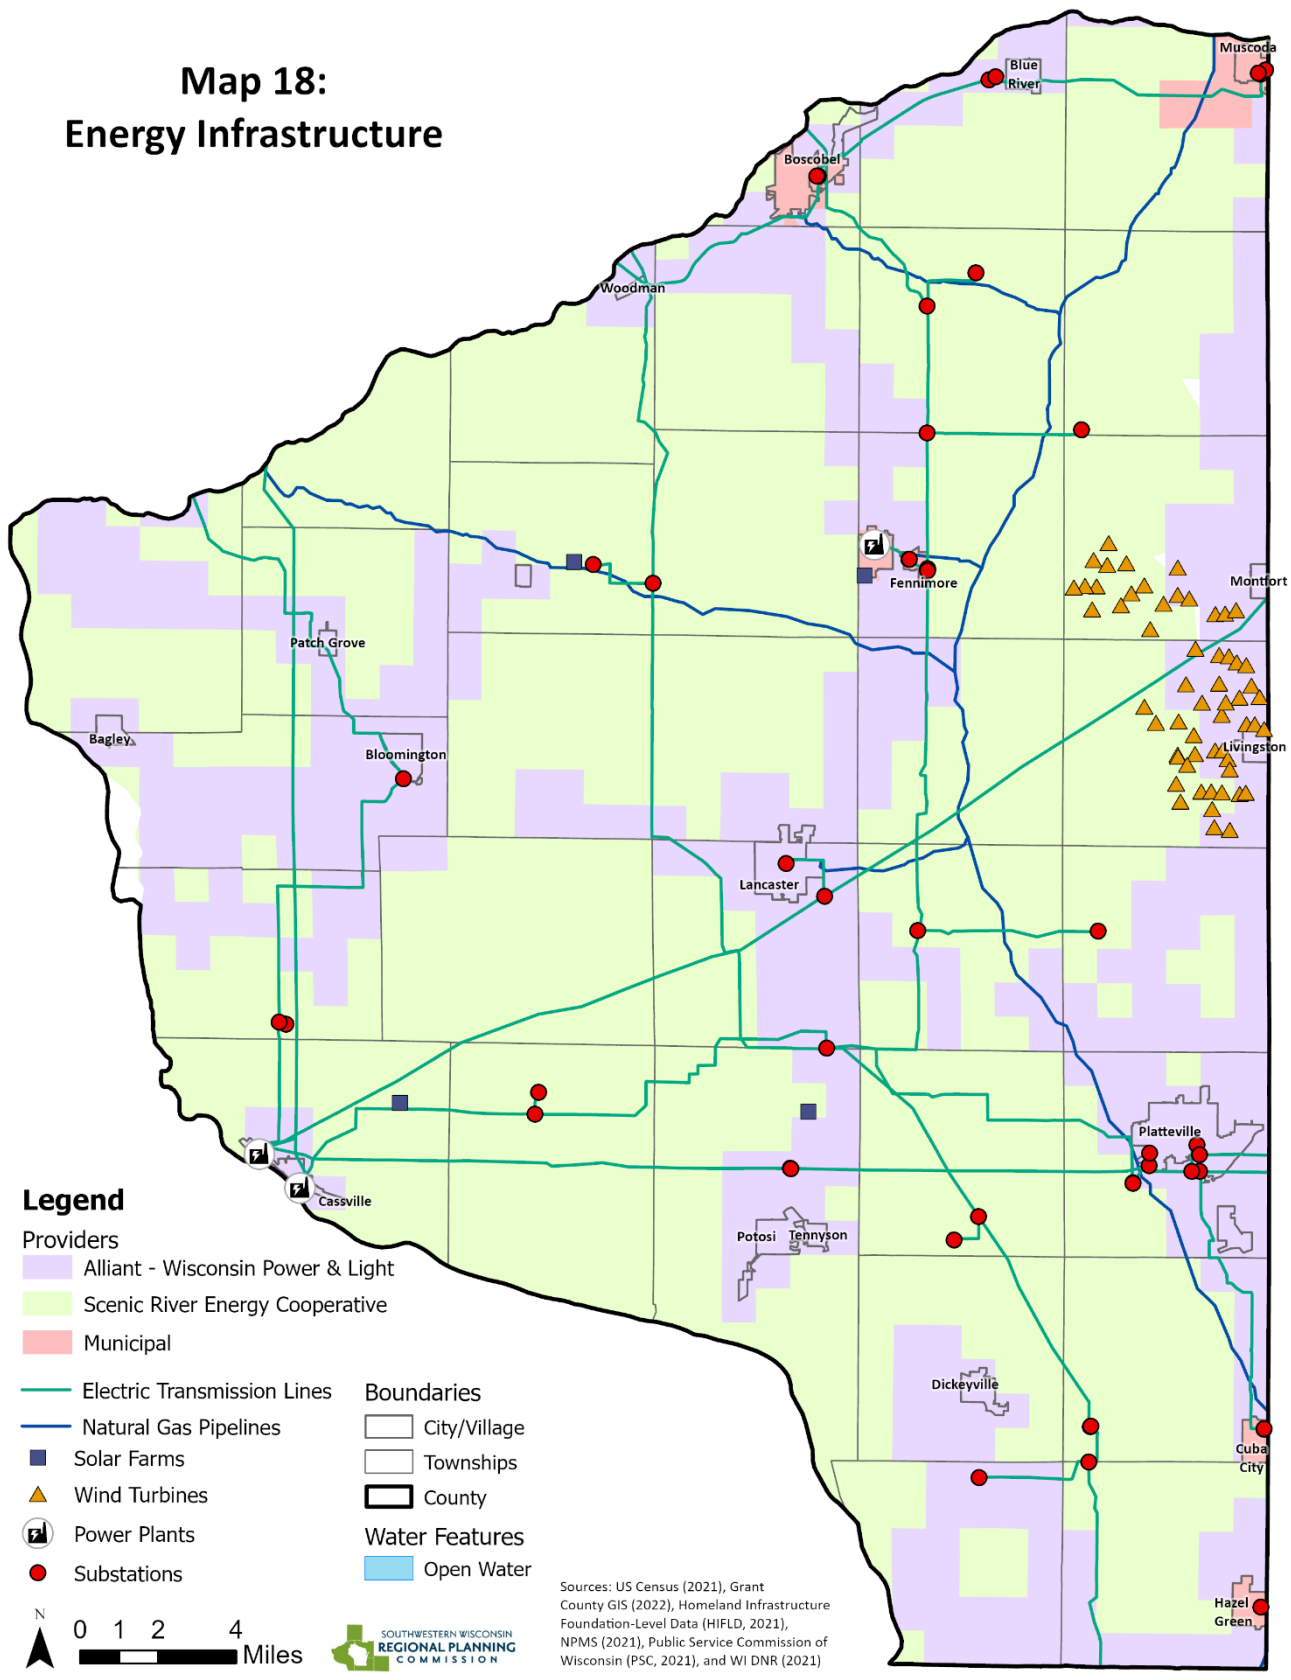 Map 18:
Energy Infrastructure
Muscoda
Blue
River
Boscobel
Woodman
Fennimore
Montfort
Patch Grove
Bagley
Bloomington
Livingston
Lancaster
Platteville
Cassville
Potosi
Tennyson
Dickeyville
Cuba
City
Hazel
Green
Legend
Providers
Alliant - Wisconsin Power & Light
Scenic River Energy Cooperative
Municipal
Electric Transmission Lines
Natural Gas Pipelines
Solar Farms
Wind Turbines
Power Plants
Substations
Boundaries
City/Village
Townships
County
Water Features
Open Water
N
0 1 2 4
Miles
SOUTHWESTERN WISCONSIN
REGIONAL PLANNING
COMMISSION
Sources: US Census (2021), Grant
County GIS (2022), Homeland Infrastructure
Foundation-Level Data (HIFLD, 2021),
NPMS (2021), Public Service Commission of
Wisconsin (PSC, 2021), and WI DNR (2021)